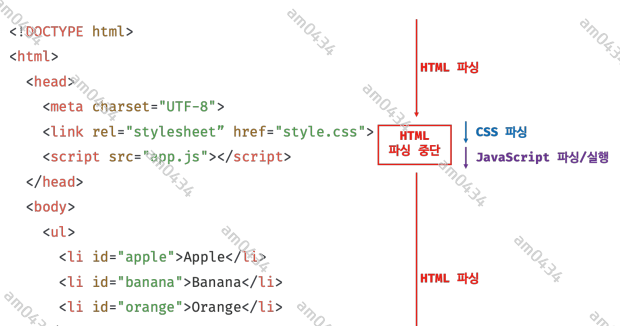 <!DOCTYPE html>
<html>
<head>
<meta charset="UTF-8">
<link rel="stylesheet” href="style.css">
<script src="app.js"></script>
</head>
<body>
<ul>
<li id="apple">Apple</li>
<li id="banana">Banana</li>
<li id="orange">Orange</li>
HTML 파싱
HTML
파싱 중단
CSS 파싱
JavaScript 파싱/실행
HTML 파싱
am0434
am0434
am0434
am0434
am0434
am0434
am0434
am0434
am0434
am0434
am0434
am0434